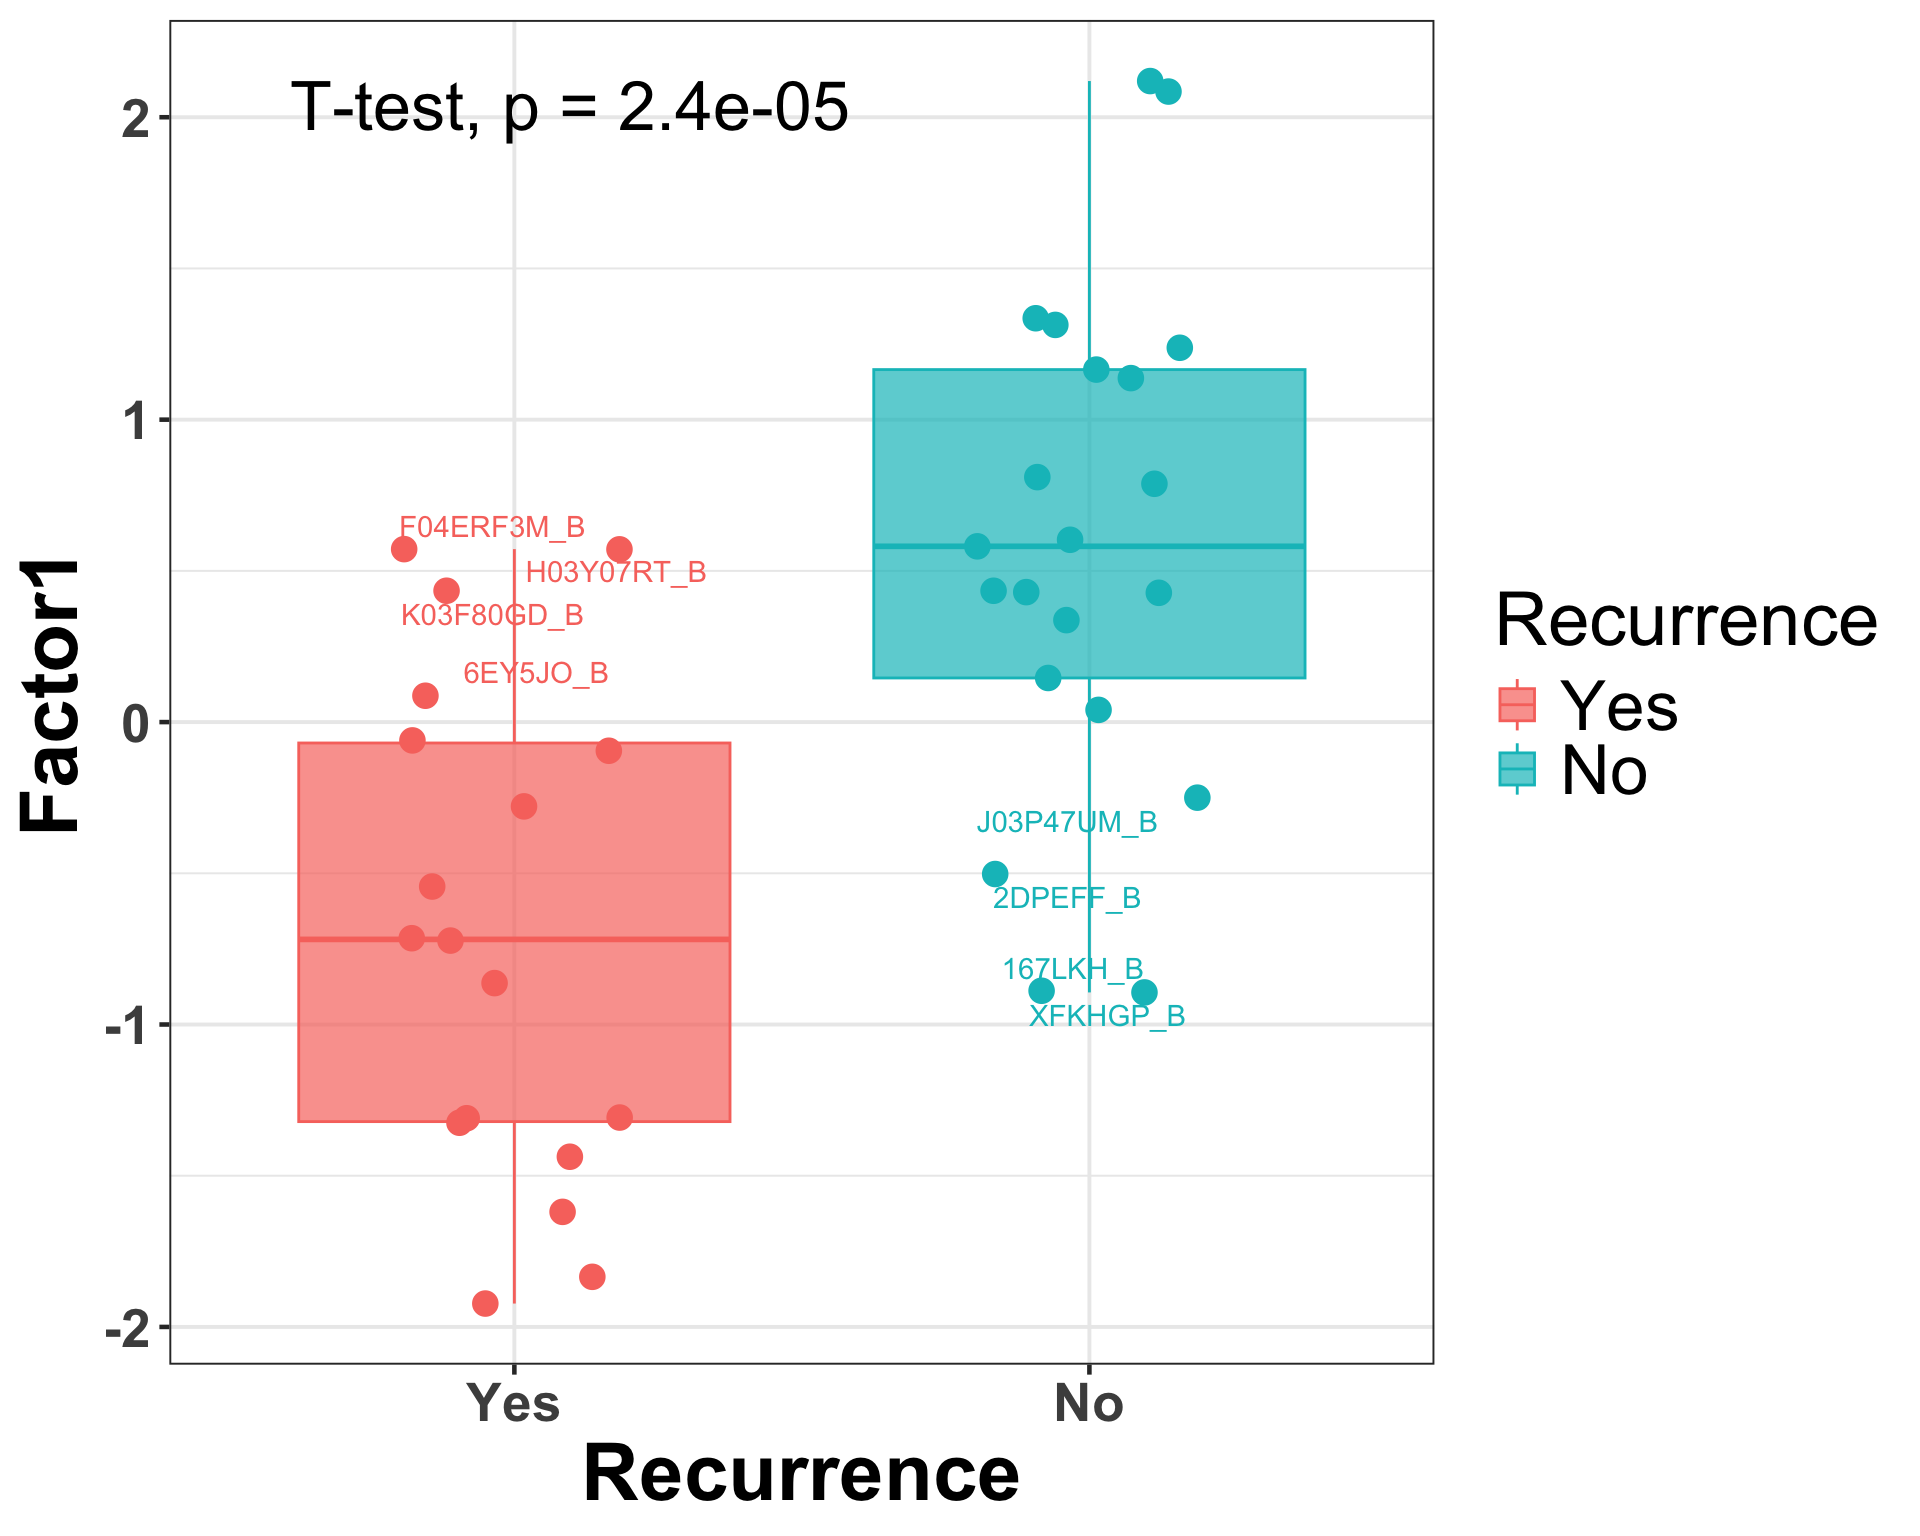 T-test, p = 2.4e-05
2
1
0
-1
-2
Factor1
F04ERF3M_B
H03Y07RT_B
K03F80GD_B
6EY5JO_B
J03P47UM_B
2DPEFF_B
167LKH_B
XFKHGP_B
Yes
No
Recurrence
Recurrence
Yes
No